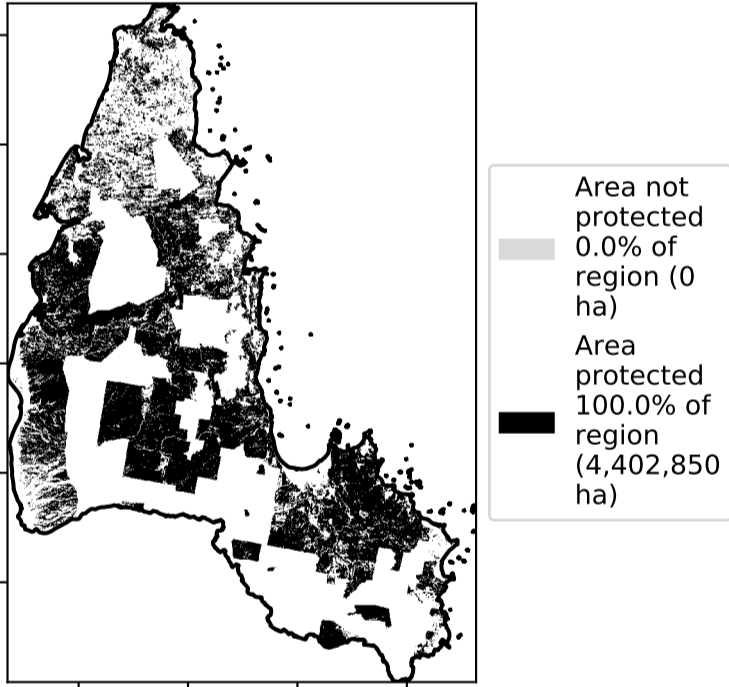 Area not
protected
0.0% of
region (0
ha)
Area
protected
100.0% of
region
(4,402,850
ha)